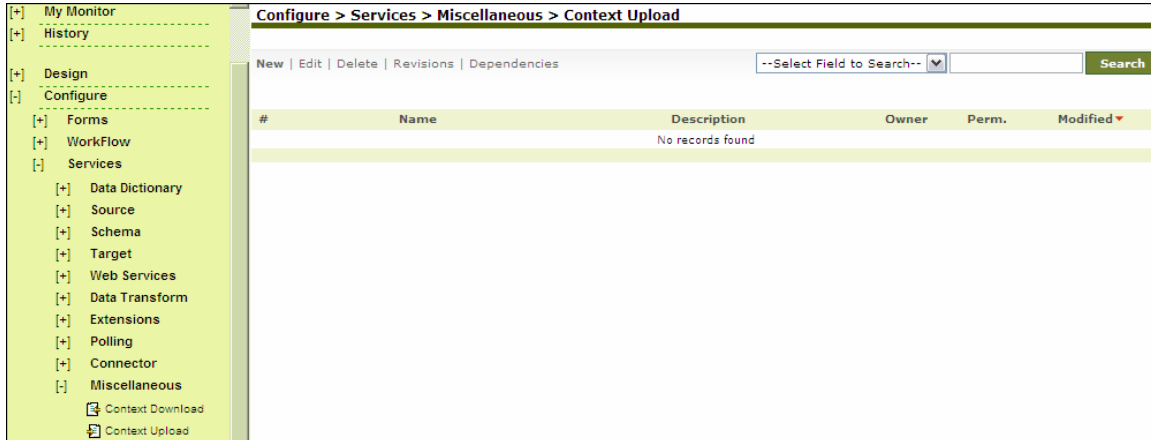 [+] My Monitor
[+] History
[+] Design
[-] Configure
[+] Forms
[+] WorkFlow
[-] Services
[+] Data Dictionary
[+] Source
[+] Schema
[+] Target
[+] Web Services
[+] Data Transform
[+] Extensions
[+] Polling
[+] Connector
[-] Miscellaneous
Context Download
Context Upload
Configure > Services > Miscellaneous > Context Upload
New | Edit | Delete | Revisions | Dependencies --Select Field to Search-- Search
# Name Description Owner Perm. Modified
No records found